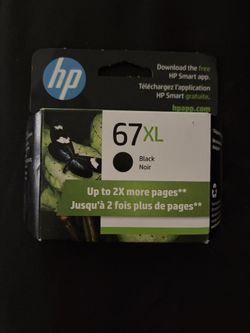 hp
Download the free
HP Smart app.
Téléchargez l'appli
HP Smart gratuite.
hpapp.com
67XL
Black
Noir
Up to 2X more pages**
Jusqu'à 2 fois plus de pages**